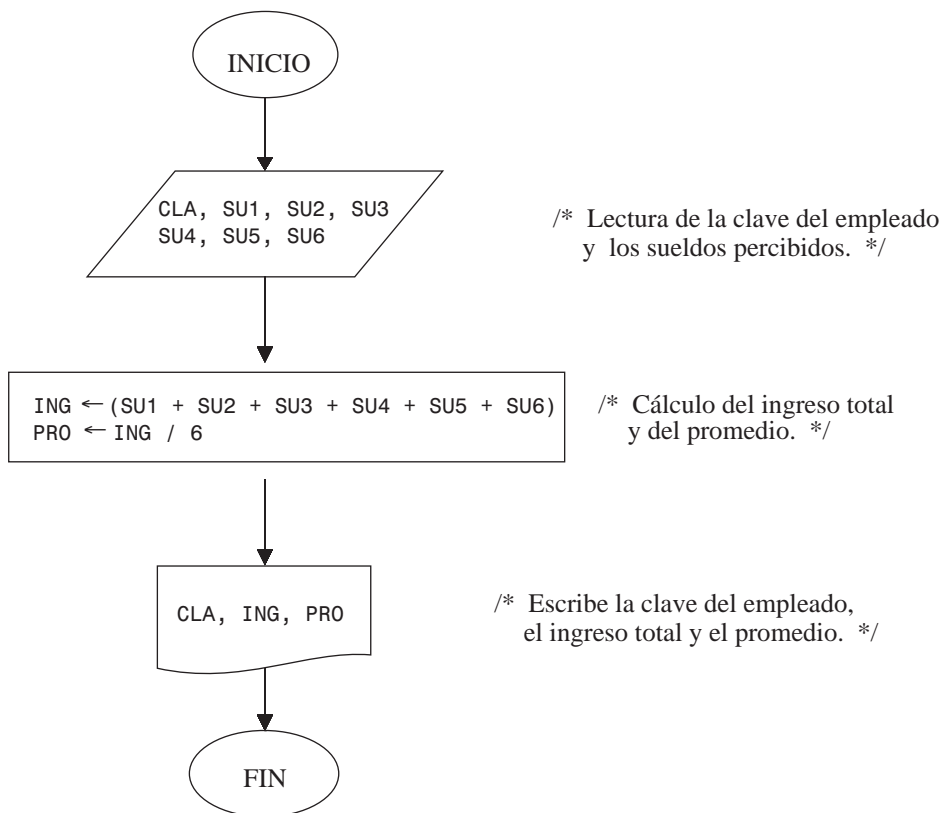 INICIO
CLA, SU1, SU2, SU3
SU4, SU5, SU6
/* Lectura de la clave del empleado
y los sueldos percibidos. */
ING ← (SU1 + SU2 + SU3 + SU4 + SU5 + SU6)
PRO ← ING / 6
/* Cálculo del ingreso total
y del promedio. */
CLA, ING, PRO
/* Escribe la clave del empleado,
el ingreso total y el promedio. */
FIN